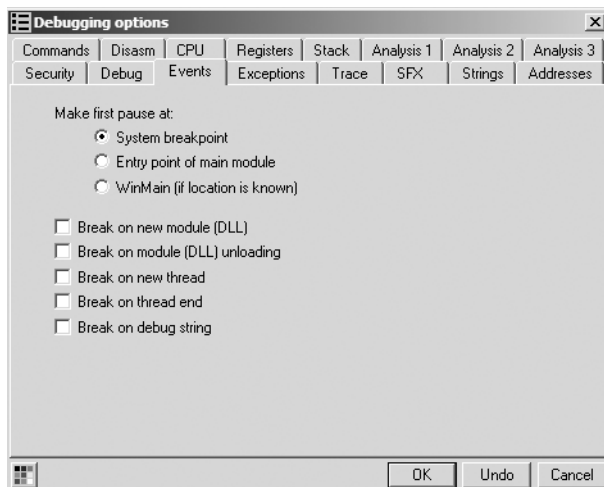 Debugging options
Commands Disasm CPU Registers Stack Analysis 1 Analysis 2 Analysis 3
Security Debug Events Exceptions Trace SFX Strings Addresses
Make first pause at:
System breakpoint
Entry point of main module
WinMain (if location is known)
Break on new module (DLL)
Break on module (DLL) unloading
Break on new thread
Break on thread end
Break on debug string
OK Undo Cancel